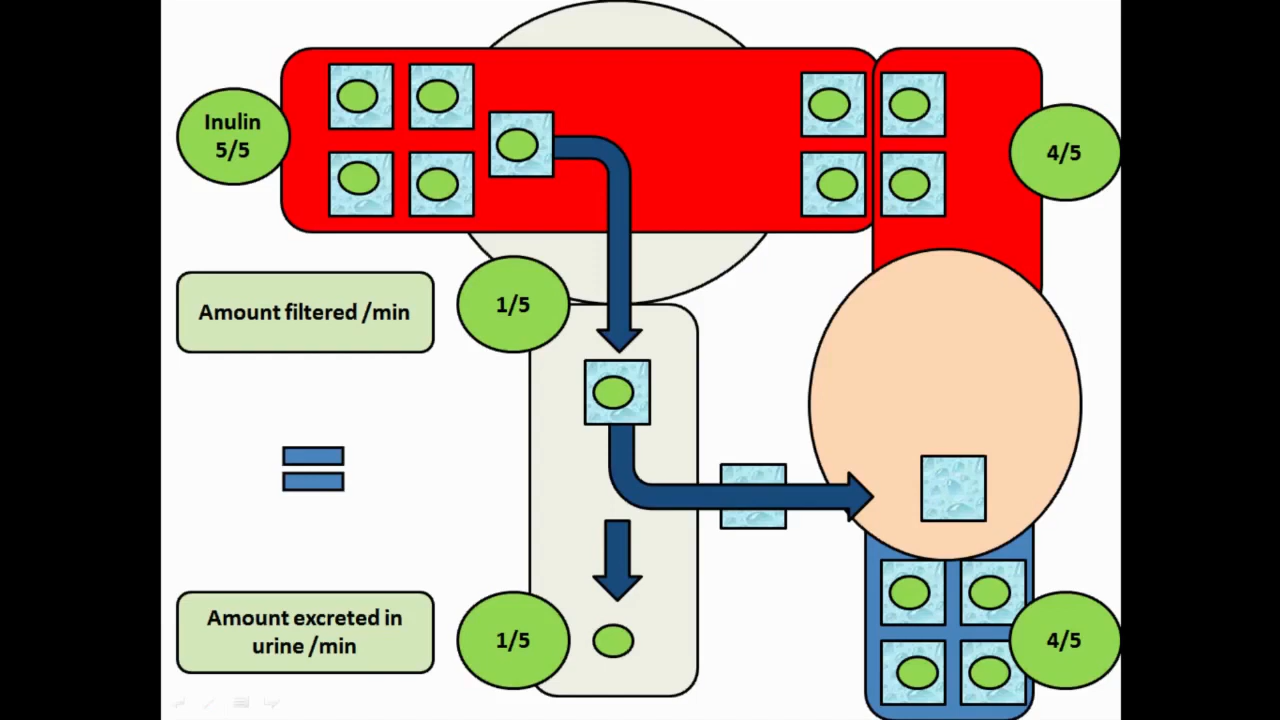 Inulin
5/5
4/5
Amount filtered /min
1/5
Amount excreted in
urine /min
1/5
4/5